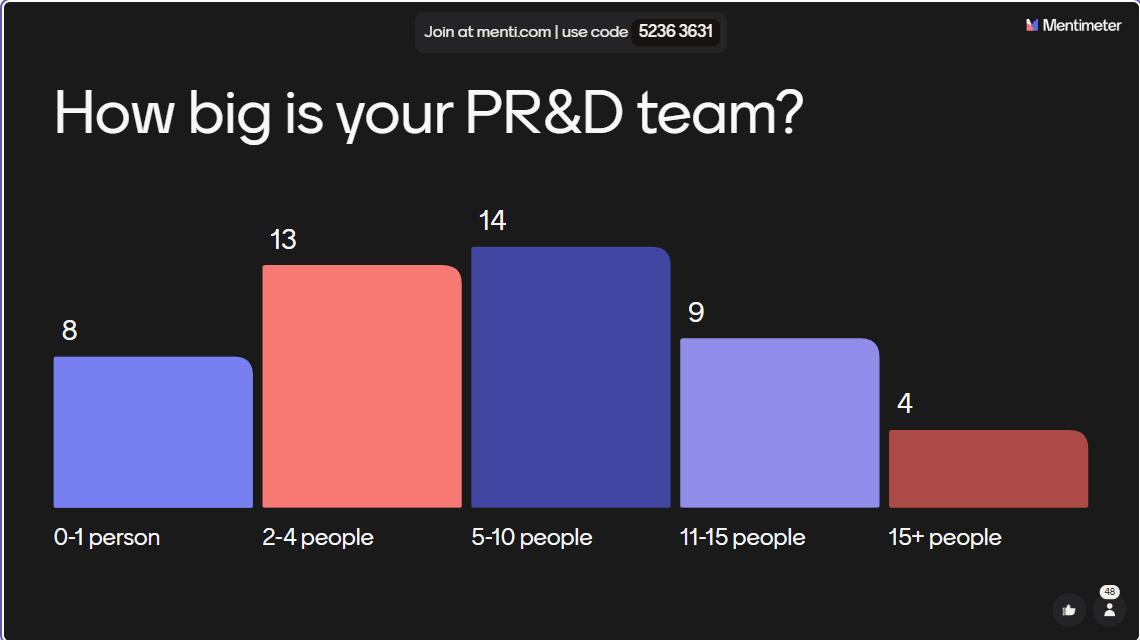 Join at menti.com | use code 5236 3631
Mentimeter
How big is your PR&D team?
8
13
14
9
4
0-1 person
2-4 people
5-10 people
11-15 people
15+ people
48